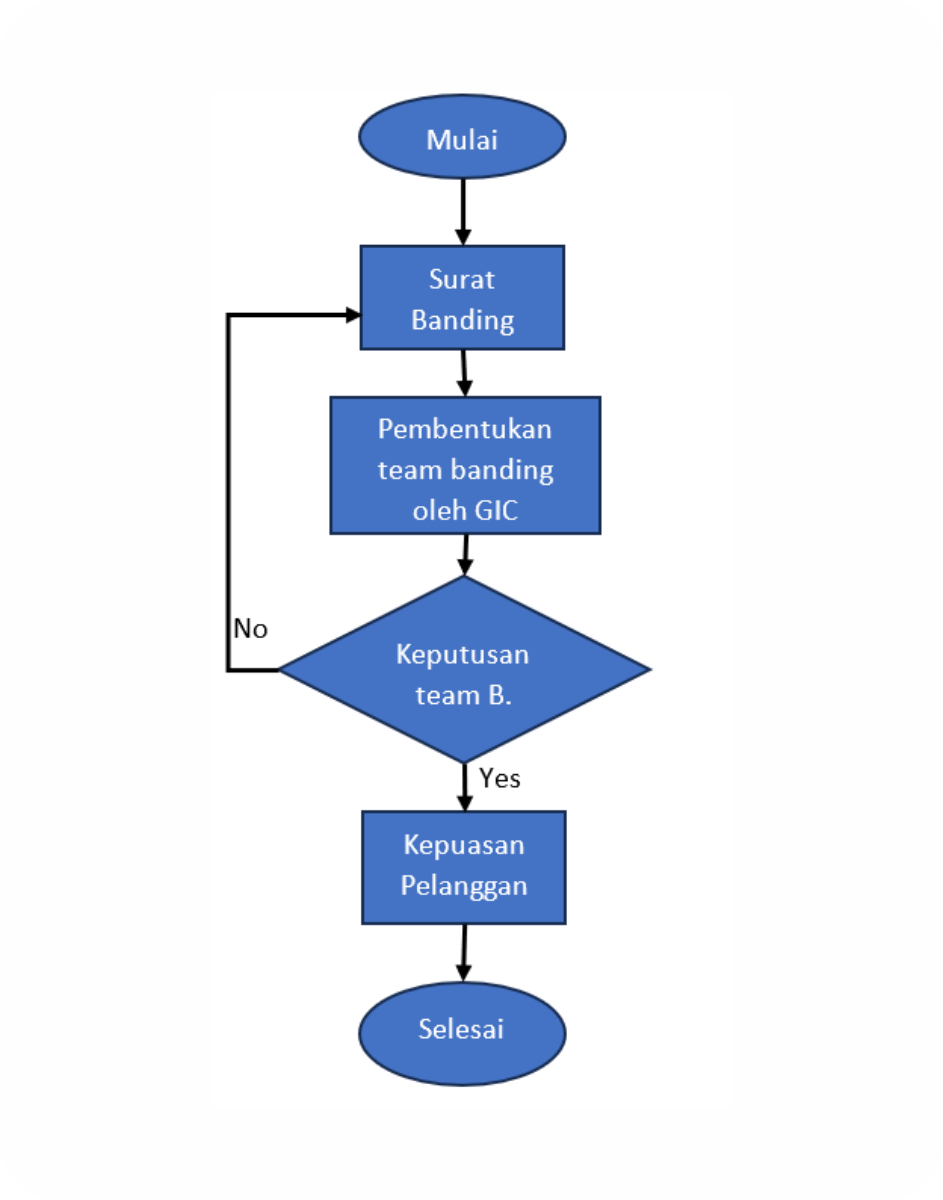 Mulai
Surat
Banding
Pembentukan
team banding
oleh GIC
No
Keputusan
team B.
Yes
Kepuasan
Pelanggan
Selesai